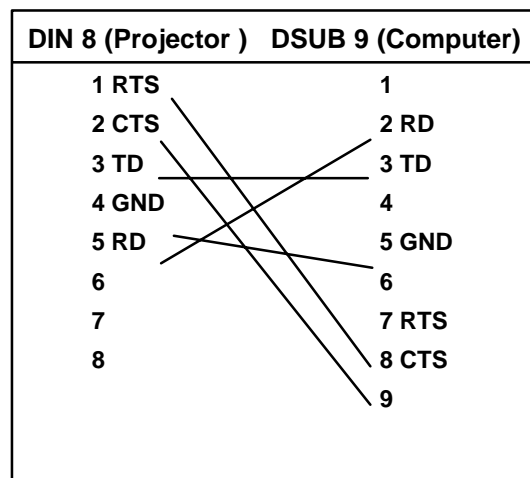 DIN 8 (Projector ) DSUB 9 (Computer)
1 RTS 1
2 CTS 2 RD
3 TD 3 TD
4 GND 4
5 RD 5 GND
6 6
7 7 RTS
8 8 CTS
9